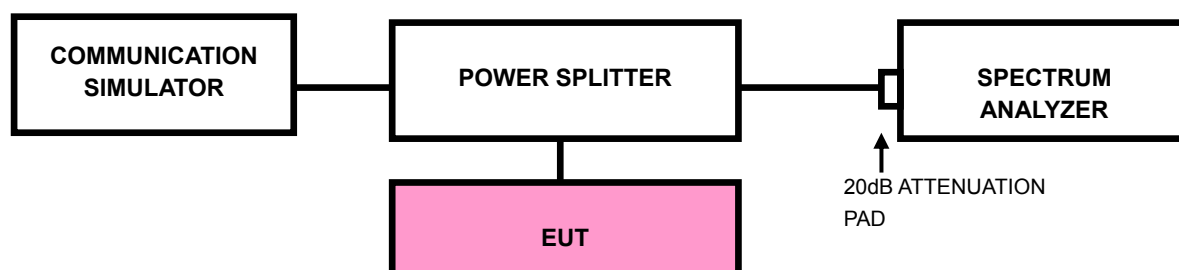 COMMUNICATION
SIMULATOR
POWER SPLITTER
SPECTRUM
ANALYZER
20dB ATTENUATION
PAD
EUT